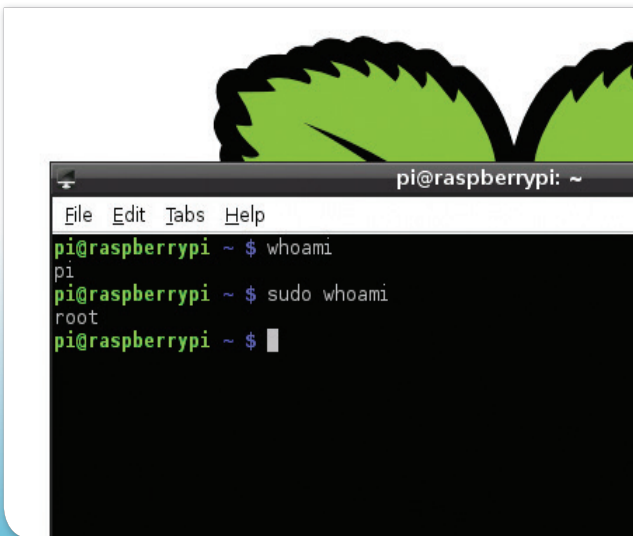 pi@raspberrypi: ~
File Edit Tabs Help
pi@raspberrypi ~ $ whoami
pi
pi@raspberrypi ~ $ sudo whoami
root
pi@raspberrypi ~ $